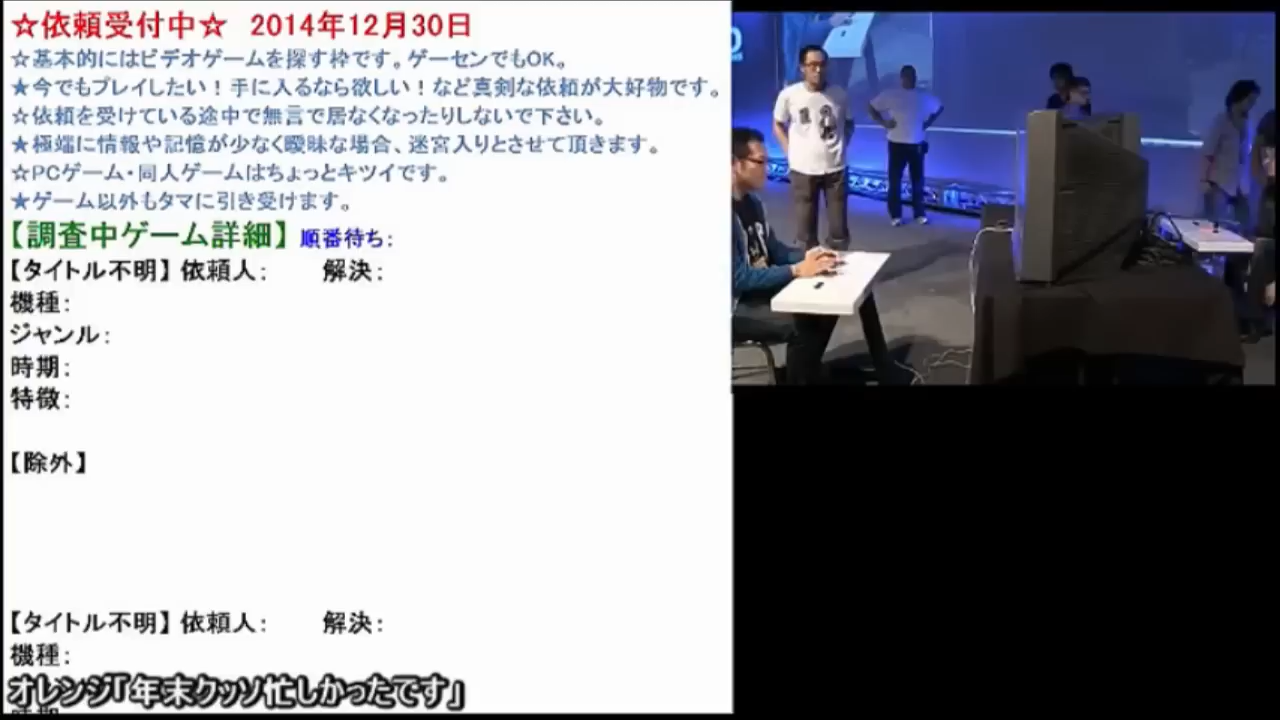 ☆依頼受付中☆ 2014年12月30日
☆基本的にはビデオゲームを探す枠です。ゲーセンでもOK。
★今でもプレイしたい！手に入るなら欲しい！など真剣な依頼が大好物です。
☆依頼を受けている途中で無言で居なくなったりしないで下さい。
★極端に情報や記憶が少なく曖昧な場合、迷宮入りとさせて頂きます。
☆PCゲーム・同人ゲームはちょっとキツイです。
★ゲーム以外もタマに引き受けます。
【調査中ゲーム詳細】 順番待ち：
【タイトル不明】 依頼人： 解決：
機種：
ジャンル：
時期：
特徴：
【除外】
【タイトル不明】 依頼人： 解決：
機種：
オレンジ「年末クッソ忙しかったです」